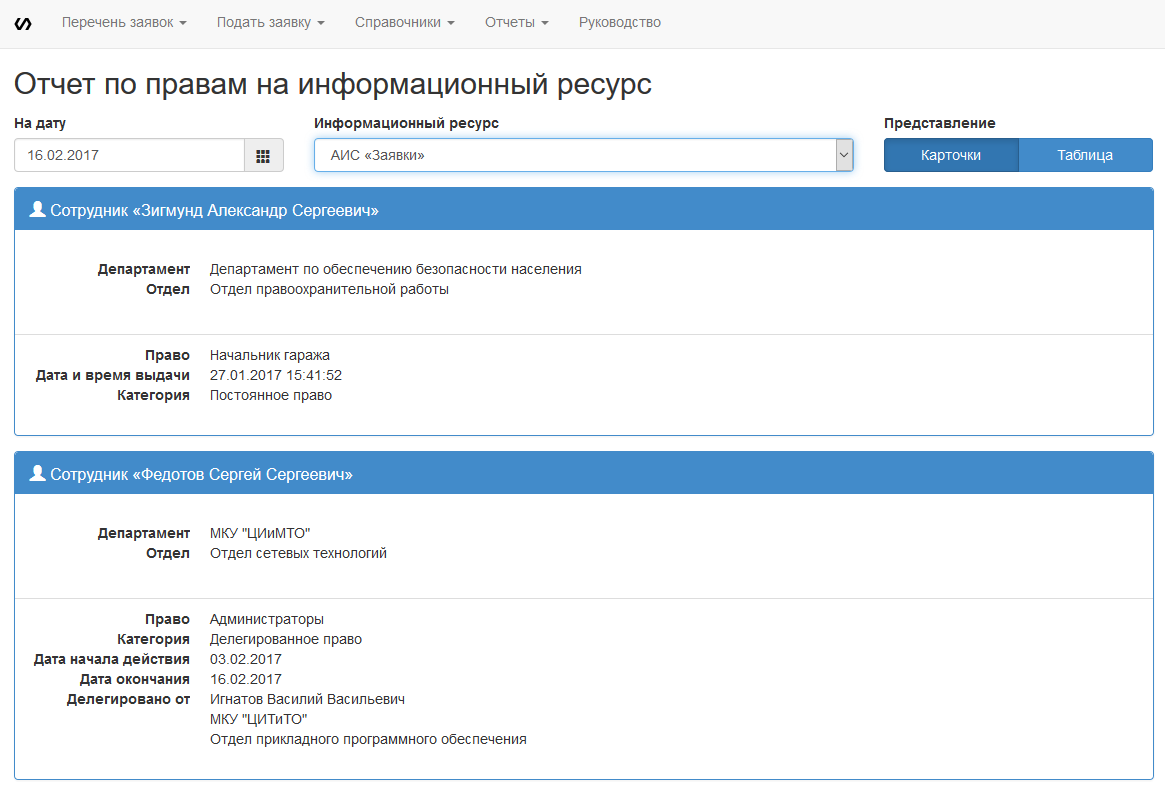 Перечень заявок Подать заявку Справочники Отчеты Руководство
Отчет по правам на информационный ресурс
На дату Информационный ресурс Представление
16.02.2017 АИС «Заявки» Карточки Таблица
Сотрудник «Зигмунд Александр Сергеевич»
Департамент Департамент по обеспечению безопасности населения
Отдел Отдел правоохранительной работы
Право Начальник гаража
Дата и время выдачи 27.01.2017 15:41:52
Категория Постоянное право
Сотрудник «Федотов Сергей Сергеевич»
Департамент МКУ "ЦИиМТО"
Отдел Отдел сетевых технологий
Право Администраторы
Категория Делегированное право
Дата начала действия 03.02.2017
Дата окончания 16.02.2017
Делегировано от Игнатов Василий Васильевич
МКУ "ЦИТиТО"
Отдел прикладного программного обеспечения